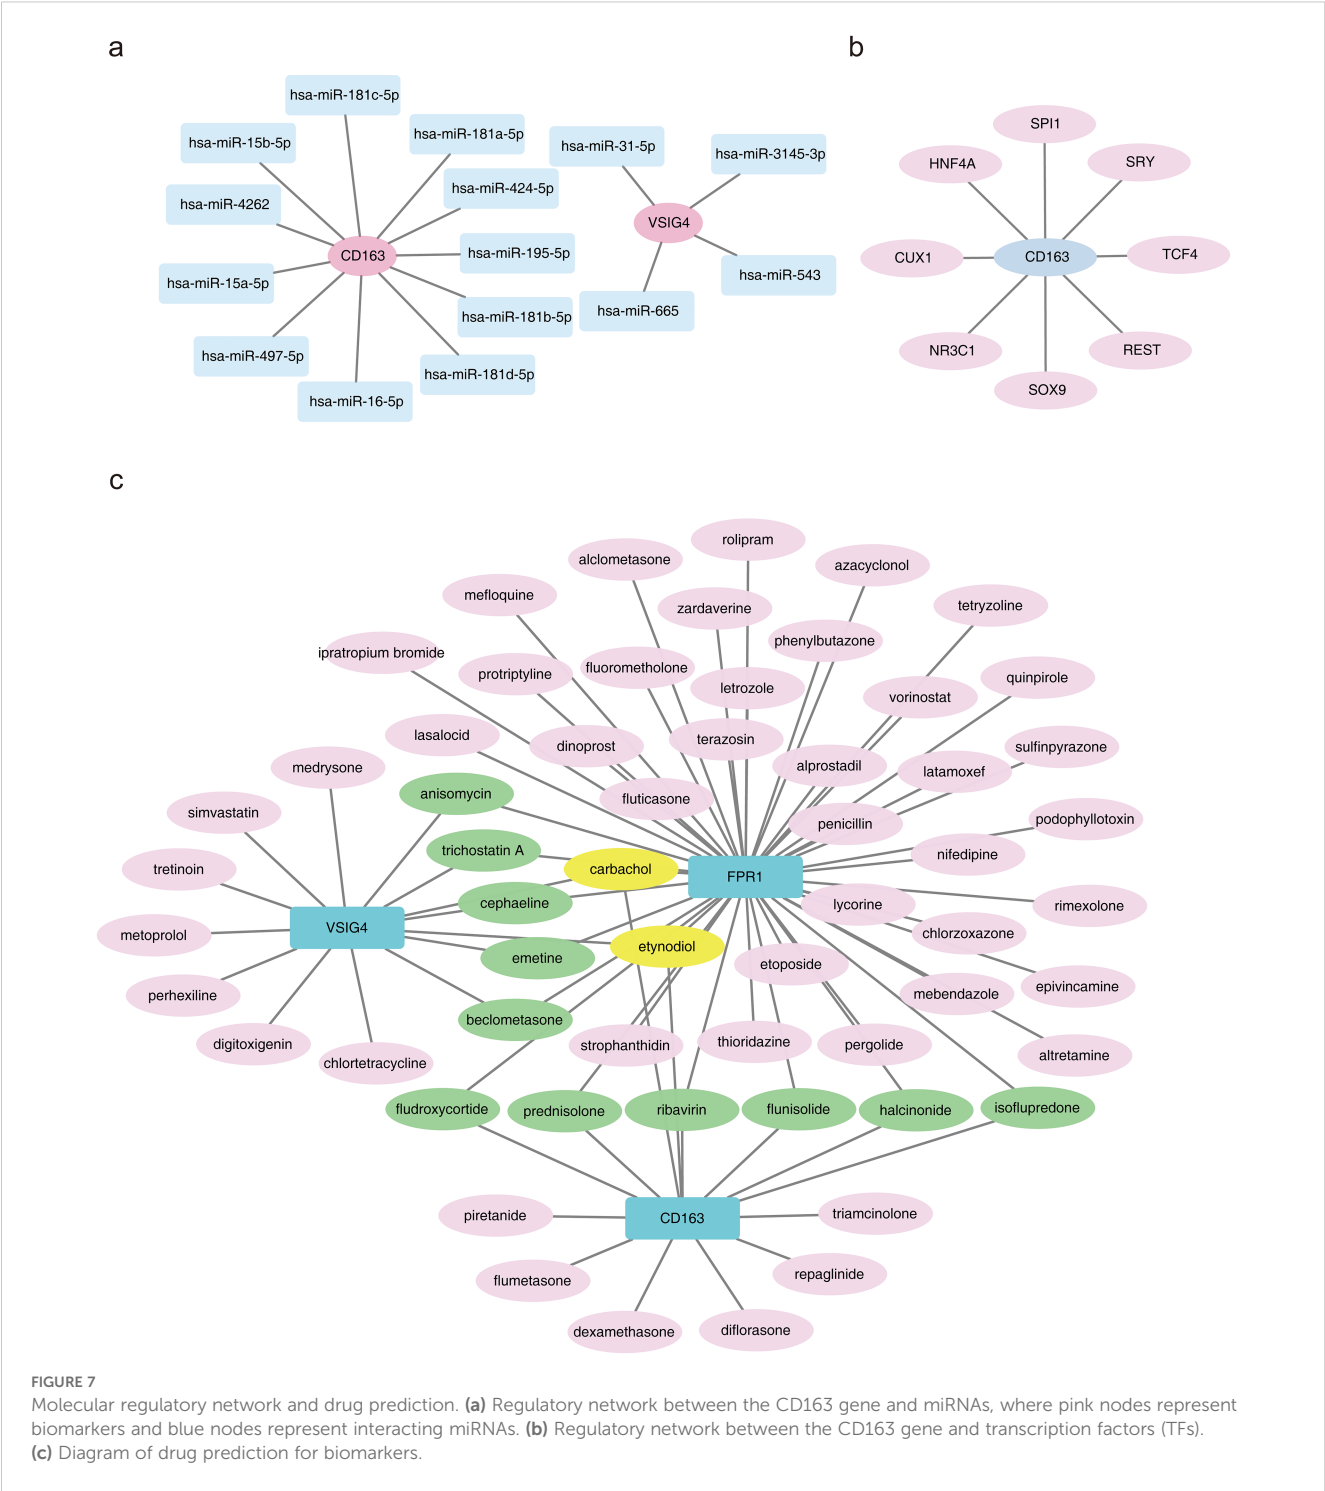 a
b
hsa-miR-181c-5p
hsa-miR-15b-5p
hsa-miR-181a-5p
hsa-miR-424-5p
hsa-miR-4262
CD163
hsa-miR-195-5p
hsa-miR-15a-5p
hsa-miR-181b-5p
hsa-miR-497-5p
hsa-miR-181d-5p
hsa-miR-16-5p
hsa-miR-31-5p
hsa-miR-3145-3p
VSIG4
hsa-miR-543
hsa-miR-665
SPI1
HNF4A
SRY
CUX1
CD163
TCF4
NR3C1
REST
SOX9
c
rolipram
alclometasone
azacyclonol
mefloquine
zardaverine
tetryzoline
phenylbutazone
ipratropium bromide
protriptyline
fluorometholone
letrozole
vorinostat
quinpirole
lasalocid
dinoprost
terazosin
sulfinpyrazone
medrysone
alprostadil
latamoxef
anisomycin
fluticasone
simvastatin
penicillin
podophyllotoxin
trichostatin A
nifedipine
tretinoin
carbachol
FPR1
cephaeline
lycorine
rimexolone
VSIG4
metoprolol
etynodiol
chlorzoxazone
emetine
etoposide
epivincamine
perhexiline
mebendazole
beclometasone
digitoxigenin
strophanthidin
thioridazine
pergolide
altretamine
chlortetracycline
fludroxycortide
prednisolone
ribavirin
flunisolide
halcinonide
isoflupredone
piretanide
CD163
triamcinolone
flumetasone
repaglinide
dexamethasone
diflorasone
FIGURE 7
Molecular regulatory network and drug prediction. (a) Regulatory network between the CD163 gene and miRNAs, where pink nodes represent
biomarkers and blue nodes represent interacting miRNAs. (b) Regulatory network between the CD163 gene and transcription factors (TFs).
(c) Diagram of drug prediction for biomarkers.